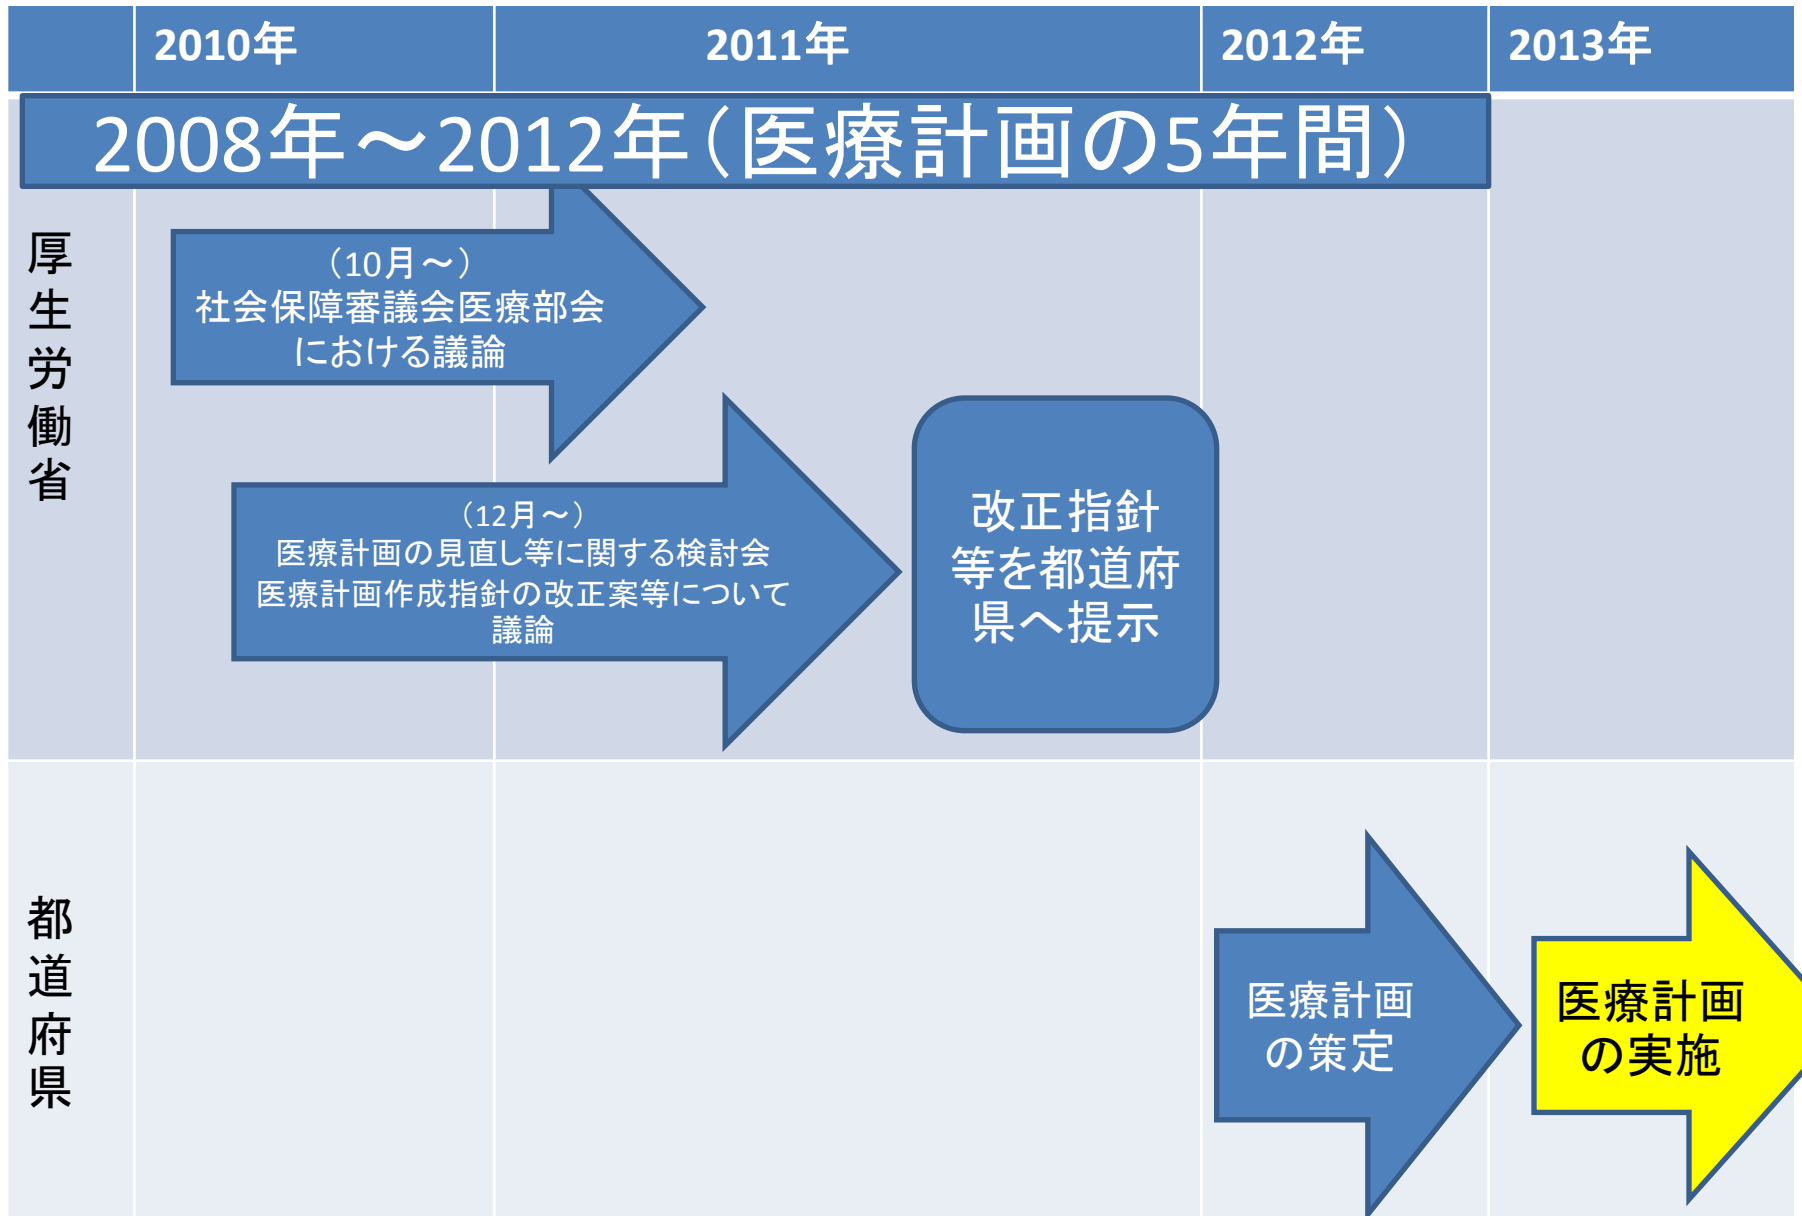 2010年
2011年
2012年
2013年
2008年～2012年（医療計画の5年間）
厚生労働省
（10月～）
社会保障審議会医療部会
における議論
（12月～）
医療計画の見直し等に関する検討会
医療計画作成指針の改正案等について
議論
改正指針
等を都道府
県へ提示
都道府県
医療計画
の策定
医療計画
の実施